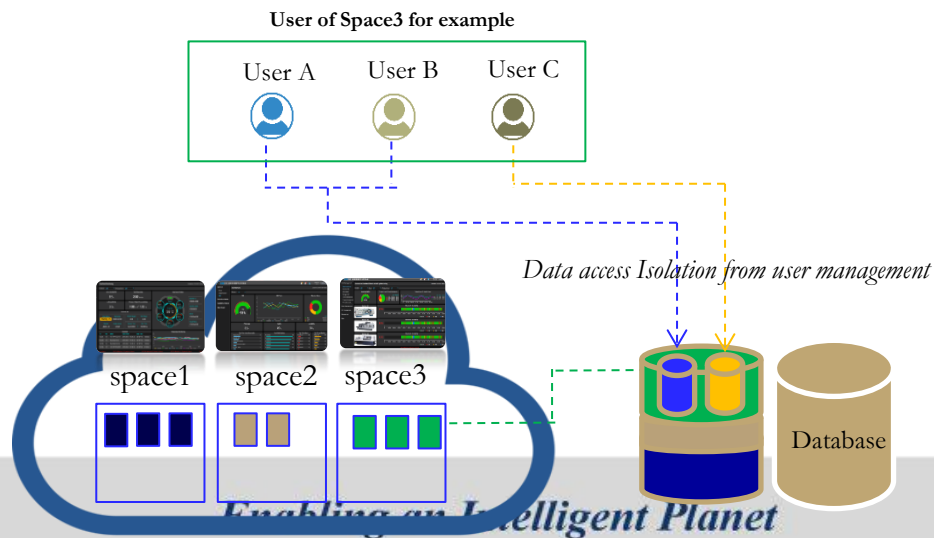 User of Space3 for example
User A
User B
User C
Data access Isolation from user management
space1
space2
space3
Database
Enabling an Intelligent Planet